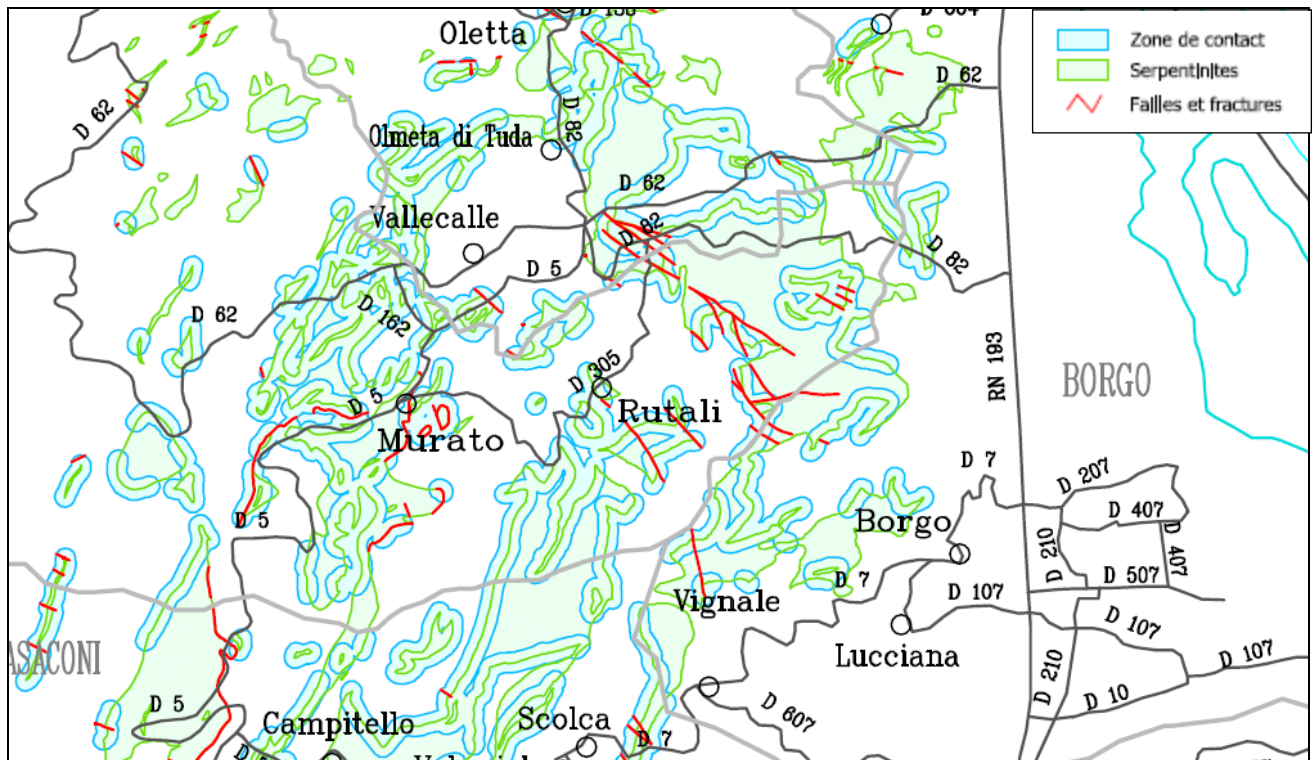 Oletta
D 62
Zone de contact
Serpentinites
Failles et fractures
D 62
D 82
Olmeta di Tuda
D 62
Vallecalle
D 82
D 82
D 5
D 62
D 162
RN 193
D 305
BORGO
D 5
Rutali
Murato
D 7
D 207
D 5
Borgo
D 407
D 407
D 210
D 7
D 507
D 107
Vignale
D 107
Lucciana
D 107
ASACONI
D 210
D 10
D 5
Campitello
Scolca
D 607
D 7